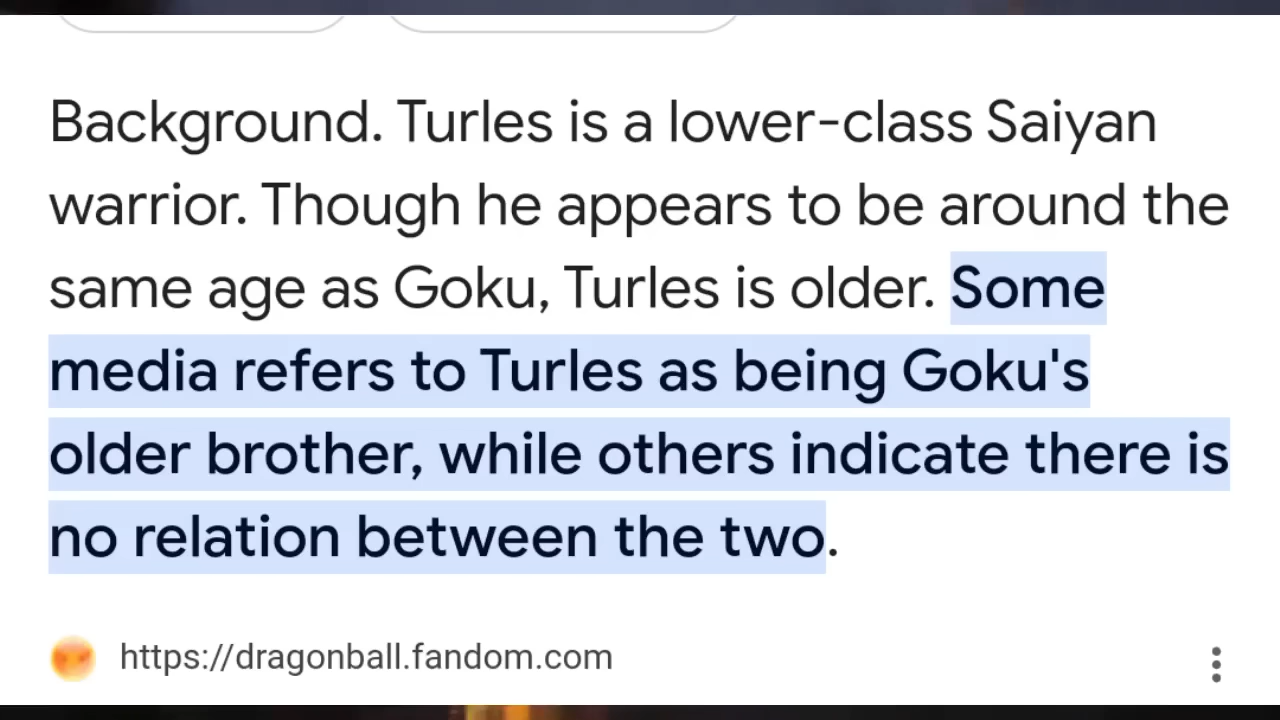 Background. Turles is a lower-class Saiyan
warrior. Though he appears to be around the
same age as Goku, Turles is older. Some
media refers to Turles as being Goku's
older brother, while others indicate there is
no relation between the two.
https://dragonball.fandom.com